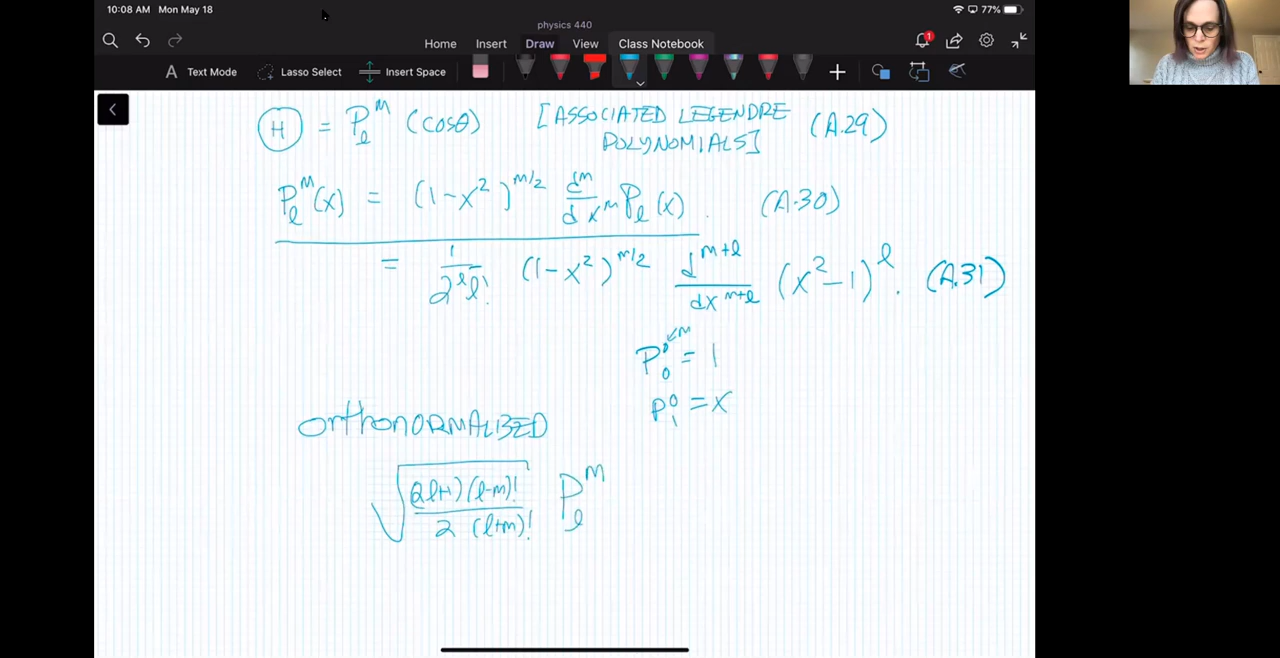 10:08 AM Mon May 18
77%
physics 440
Home Insert Draw View Class Notebook
1
Text Mode Lasso Select Insert Space
Ⓗ = P_l^m (cosθ) [ASSOCIATED LEGENDRE POLYNOMIALS] (A.29)
P_l^m(x) = (1-x²)^{m/2} d^m/dx^m P_l(x). (A.30)
= 1/(2^l l!) (1-x²)^{m/2} d^{m+l}/dx^{m+l} (x²-1)^l. (A.31)
P_0^0 ↙m = 1
P_1^0 = x
ORthONORMALIZED
√((2l+1)(l-m)!/2 (l+m)!) P_l^m